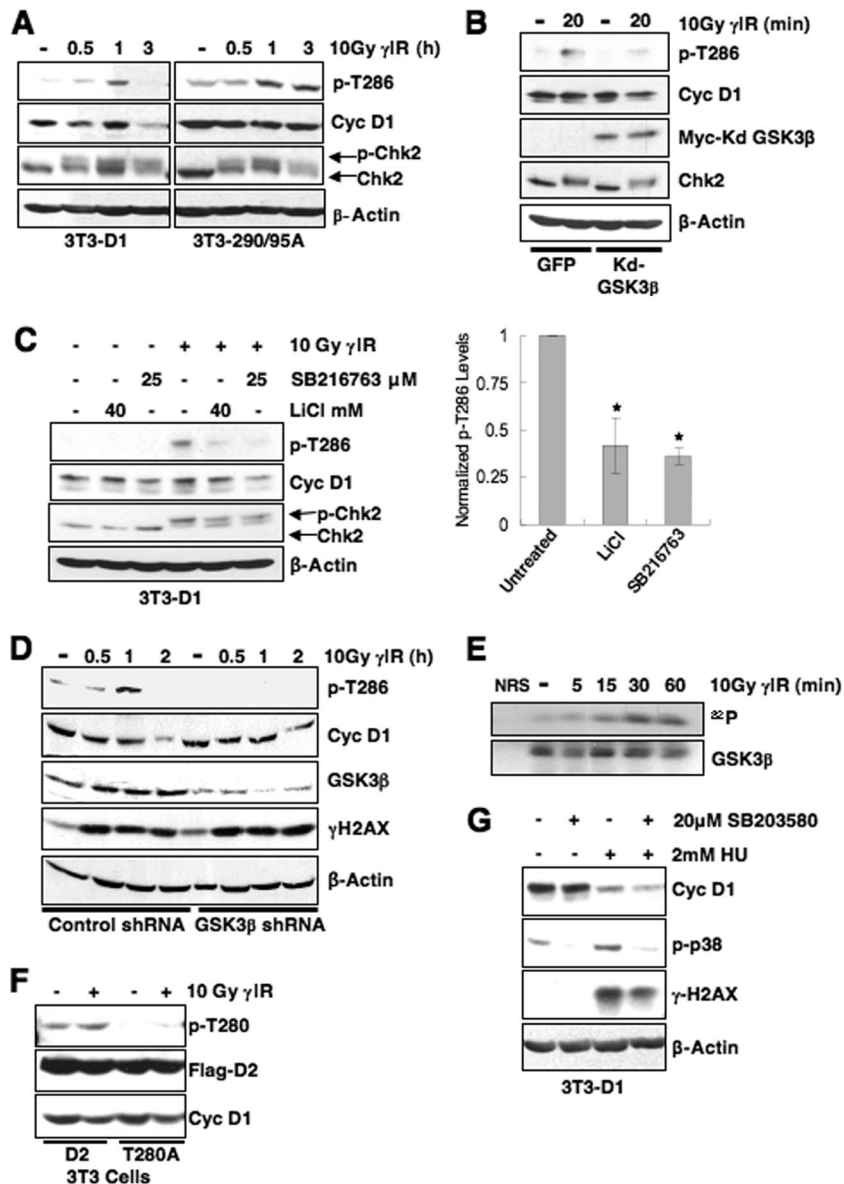 A
- 0.5 1 3 - 0.5 1 3 10Gy γIR (h)
p-T286
Cyc D1
p-Chk2
Chk2
β-Actin
3T3-D1 3T3-290/95A
B
- 20 - 20 10Gy γIR (min)
p-T286
Cyc D1
Myc-Kd GSK3β
Chk2
β-Actin
GFP Kd-
GSK3β
C
- - - + + + 10 Gy γIR
- - 25 - - 25 SB216763 μM
- 40 - - 40 - LiCl mM
p-T286
Cyc D1
p-Chk2
Chk2
β-Actin
3T3-D1
Normalized p-T286 Levels
1
0.75
0.5
0.25
0
★ ★
Untreated LiCl SB216763
D
- 0.5 1 2 - 0.5 1 2 10Gy γIR (h)
p-T286
Cyc D1
GSK3β
γH2AX
β-Actin
Control shRNA GSK3β shRNA
E
NRS - 5 15 30 60 10Gy γIR (min)
³²P
GSK3β
F
- + - + 10 Gy γIR
p-T280
Flag-D2
Cyc D1
D2 T280A
3T3 Cells
G
- + - + 20μM SB203580
- - + + 2mM HU
Cyc D1
p-p38
γ-H2AX
β-Actin
3T3-D1